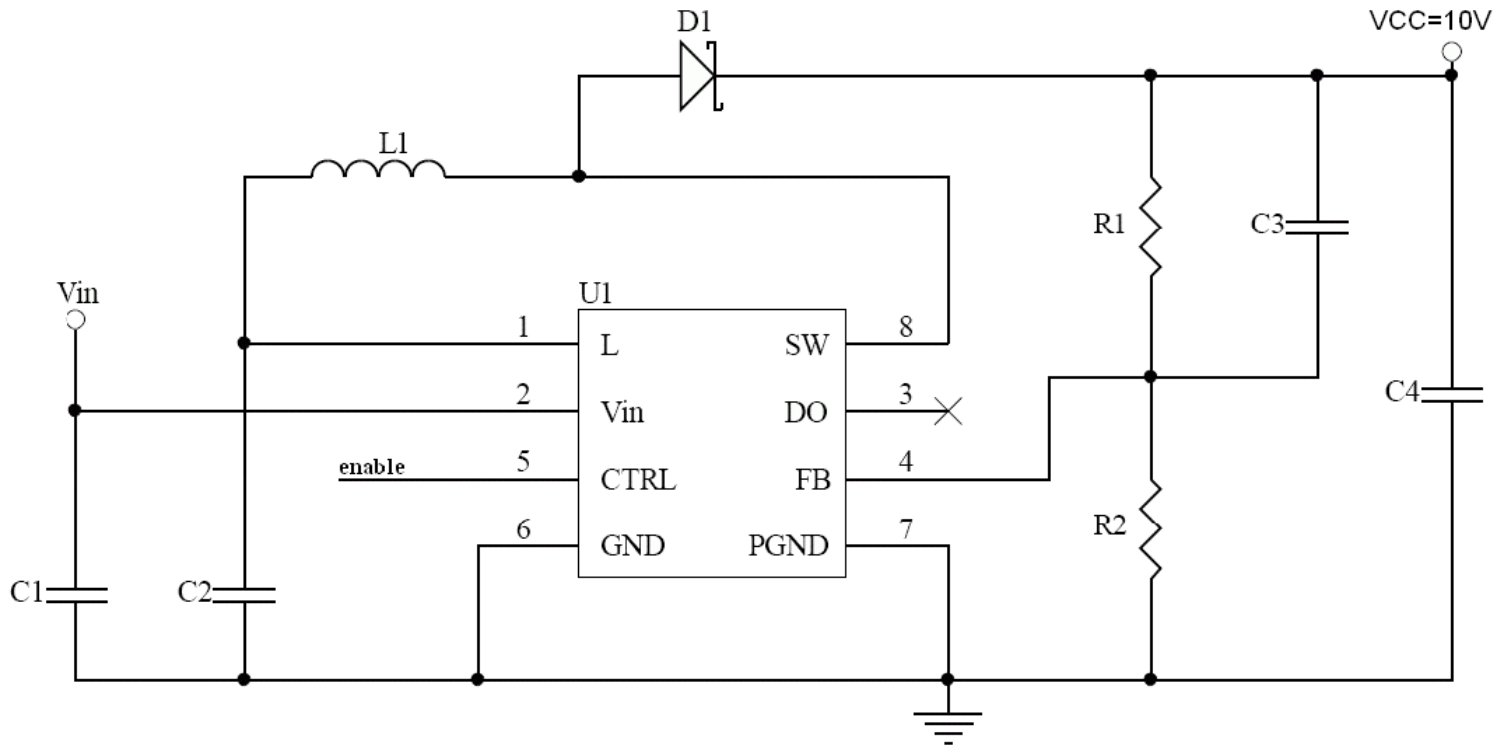 D1
VCC=10V
L1
R1
C3
Vin
U1
1
L
SW
8
2
Vin
DO
3
C4
enable
5
CTRL
FB
4
R2
6
GND
PGND
7
C1
C2